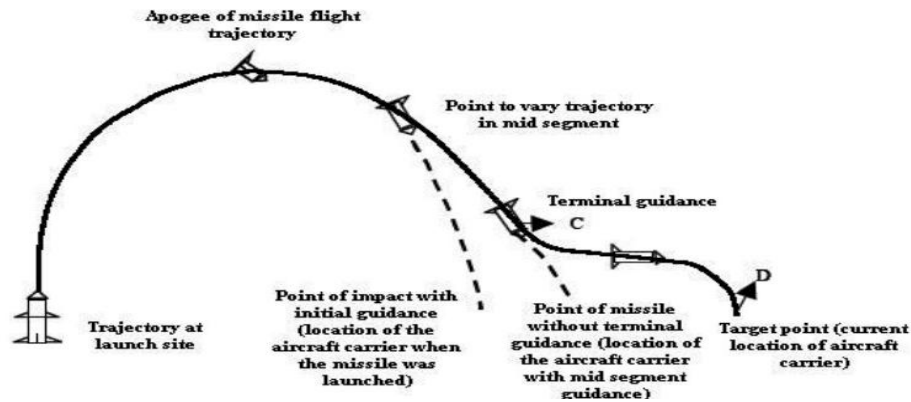 Apogee of missile flight
trajectory
Point to vary trajectory
in mid segment
Terminal guidance
C
D
Trajectory at
launch site
Point of impact with
initial guidance
(location of the
aircraft carrier when
the missile was
launched)
Point of missile
without terminal
guidance (location of
the aircraft carrier
with mid segment
guidance)
Target point (current
location of aircraft
carrier)